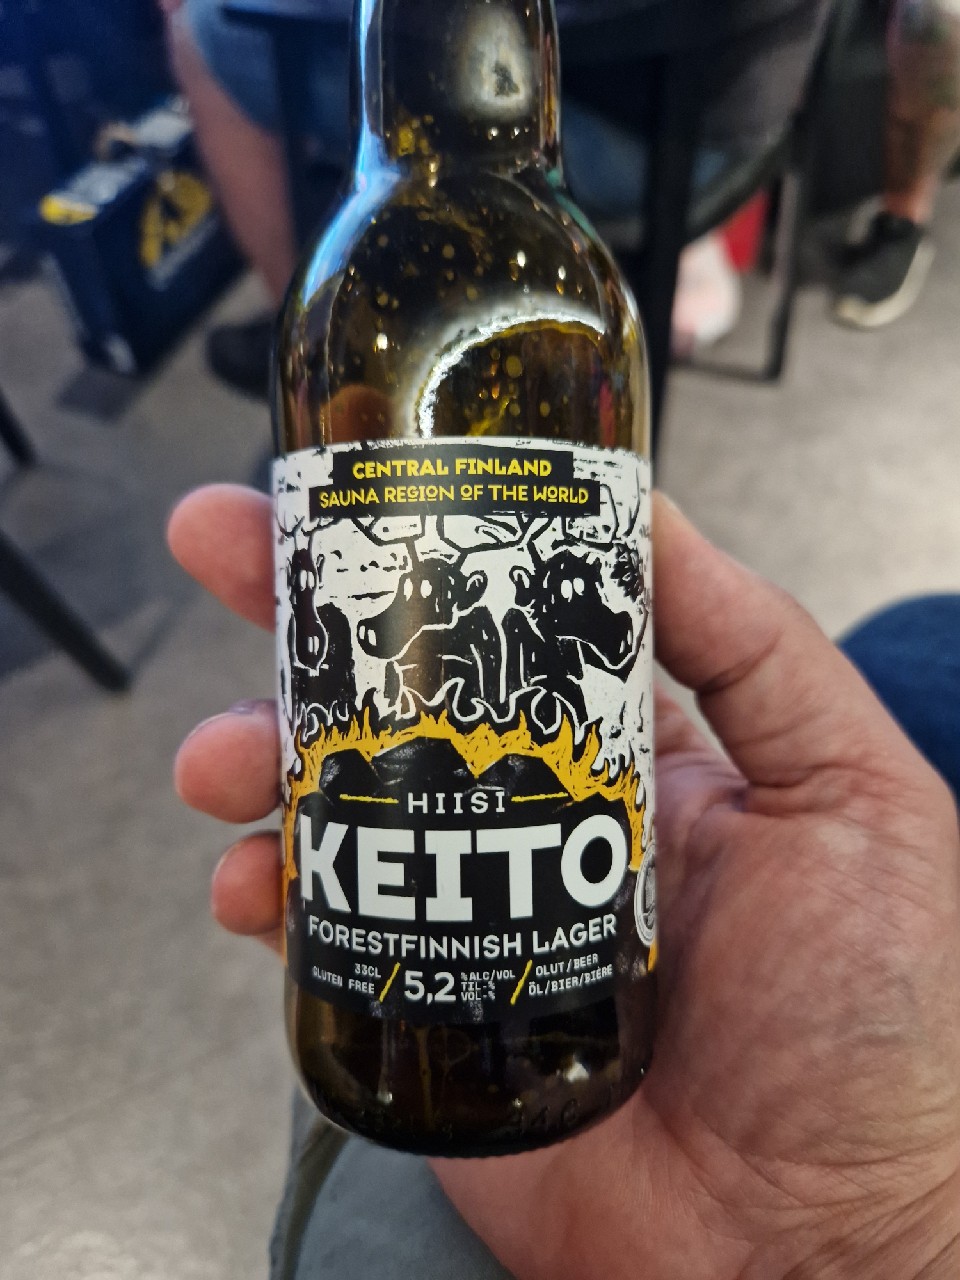 CENTRAL FINLAND
SAUNA REGION OF THE WORLD
HIISI
KEITO
FORESTFINNISH LAGER
33CL
GLUTEN FREE
5,2
%ALC/VOL
TIL-%
VOL-%
OLUT/BEER
ÖL/BIER/BIÈRE